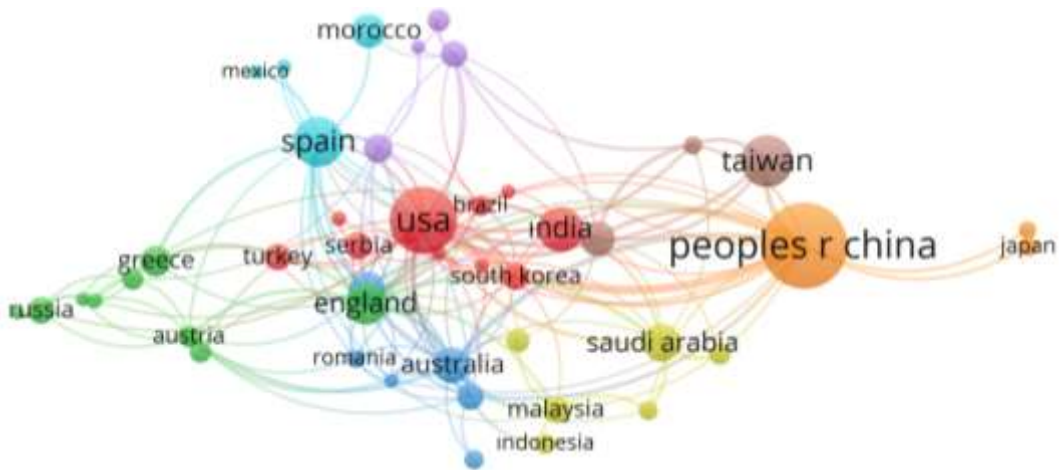 morocco
mexico
spain
taiwan
brazil
usa
india
peoples r china
japan
serbia
turkey
greece
south korea
england
russia
austria
saudi arabia
romania
australia
malaysia
indonesia